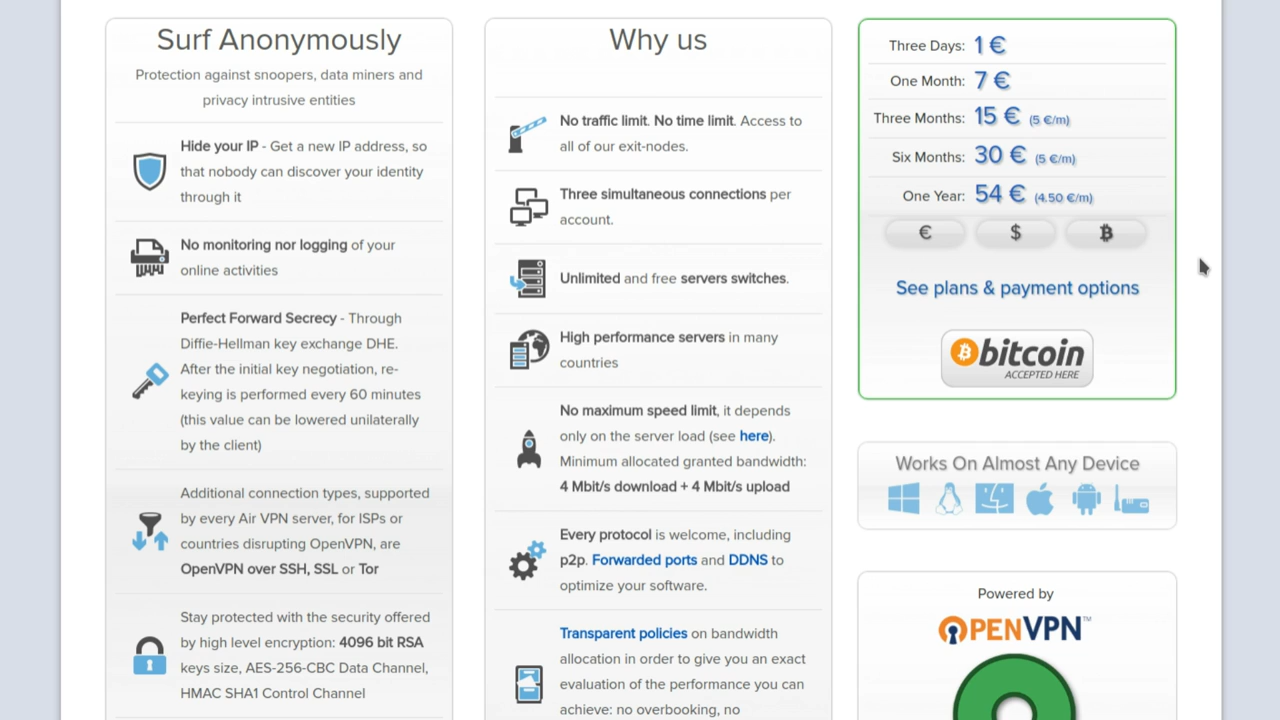 Surf Anonymously
Protection against snoopers, data miners and
privacy intrusive entities
Hide your IP - Get a new IP address, so
that nobody can discover your identity
through it
No monitoring nor logging of your
online activities
Perfect Forward Secrecy - Through
Diffie-Hellman key exchange DHE.
After the initial key negotiation, re-
keying is performed every 60 minutes
(this value can be lowered unilaterally
by the client)
Additional connection types, supported
by every Air VPN server, for ISPs or
countries disrupting OpenVPN, are
OpenVPN over SSH, SSL or Tor
Stay protected with the security offered
by high level encryption: 4096 bit RSA
keys size, AES-256-CBC Data Channel,
HMAC SHA1 Control Channel
Why us
No traffic limit. No time limit. Access to
all of our exit-nodes.
Three simultaneous connections per
account.
Unlimited and free servers switches.
High performance servers in many
countries
No maximum speed limit, it depends
only on the server load (see here).
Minimum allocated granted bandwidth:
4 Mbit/s download + 4 Mbit/s upload
Every protocol is welcome, including
p2p. Forwarded ports and DDNS to
optimize your software.
Transparent policies on bandwidth
allocation in order to give you an exact
evaluation of the performance you can
achieve: no overbooking, no
Three Days: 1 €
One Month: 7 €
Three Months: 15 € (5 €/m)
Six Months: 30 € (5 €/m)
One Year: 54 € (4.50 €/m)
€ $ ₿
See plans & payment options
bitcoin
ACCEPTED HERE
Works On Almost Any Device
Powered by
OPENVPN™